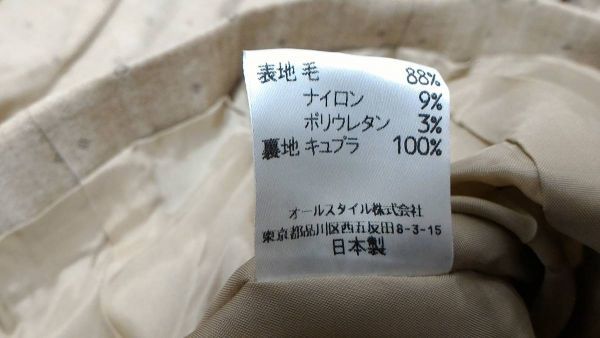 表地 毛 88%
ナイロン 9%
ポリウレタン 3%
裏地 キュプラ 100%
オールスタイル株式会社
東京都品川区西五反田8-3-15
日本製